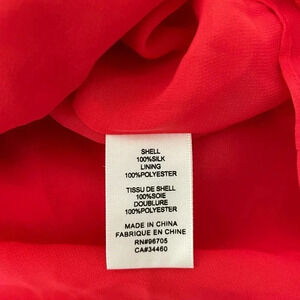 SHELL
100%SILK
LINING
100%POLYESTER
TISSU DE SHELL
100%SOIE
DOUBLURE
100%POLYESTER
MADE IN CHINA
FABRIQUE EN CHINE
RN#96705
CA#34460